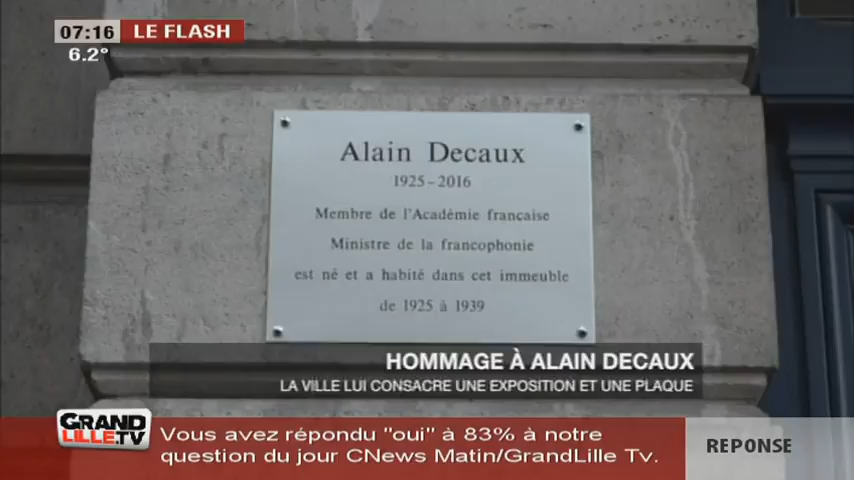 07:16 LE FLASH
6.2°
Alain Decaux
1925-2016
Membre de l'Académie française
Ministre de la francophonie
est né et a habité dans cet immeuble
de 1925 à 1939
HOMMAGE À ALAIN DECAUX
LA VILLE LUI CONSACRE UNE EXPOSITION ET UNE PLAQUE
GRAND
LILLE.TV
Vous avez répondu "oui" à 83% à notre
question du jour CNews Matin/GrandLille Tv.
REPONSE